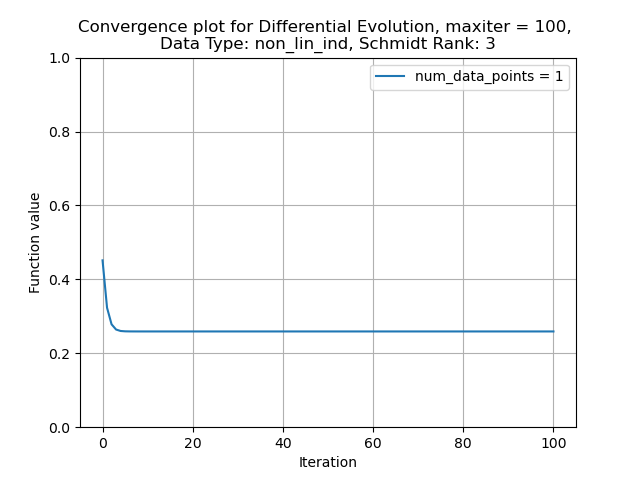 Convergence plot for Differential Evolution, maxiter = 100,
Data Type: non_lin_ind, Schmidt Rank: 3
num_data_points = 1
Function value
1.0
0.8
0.6
0.4
0.2
0.0
0 20 40 60 80 100
Iteration